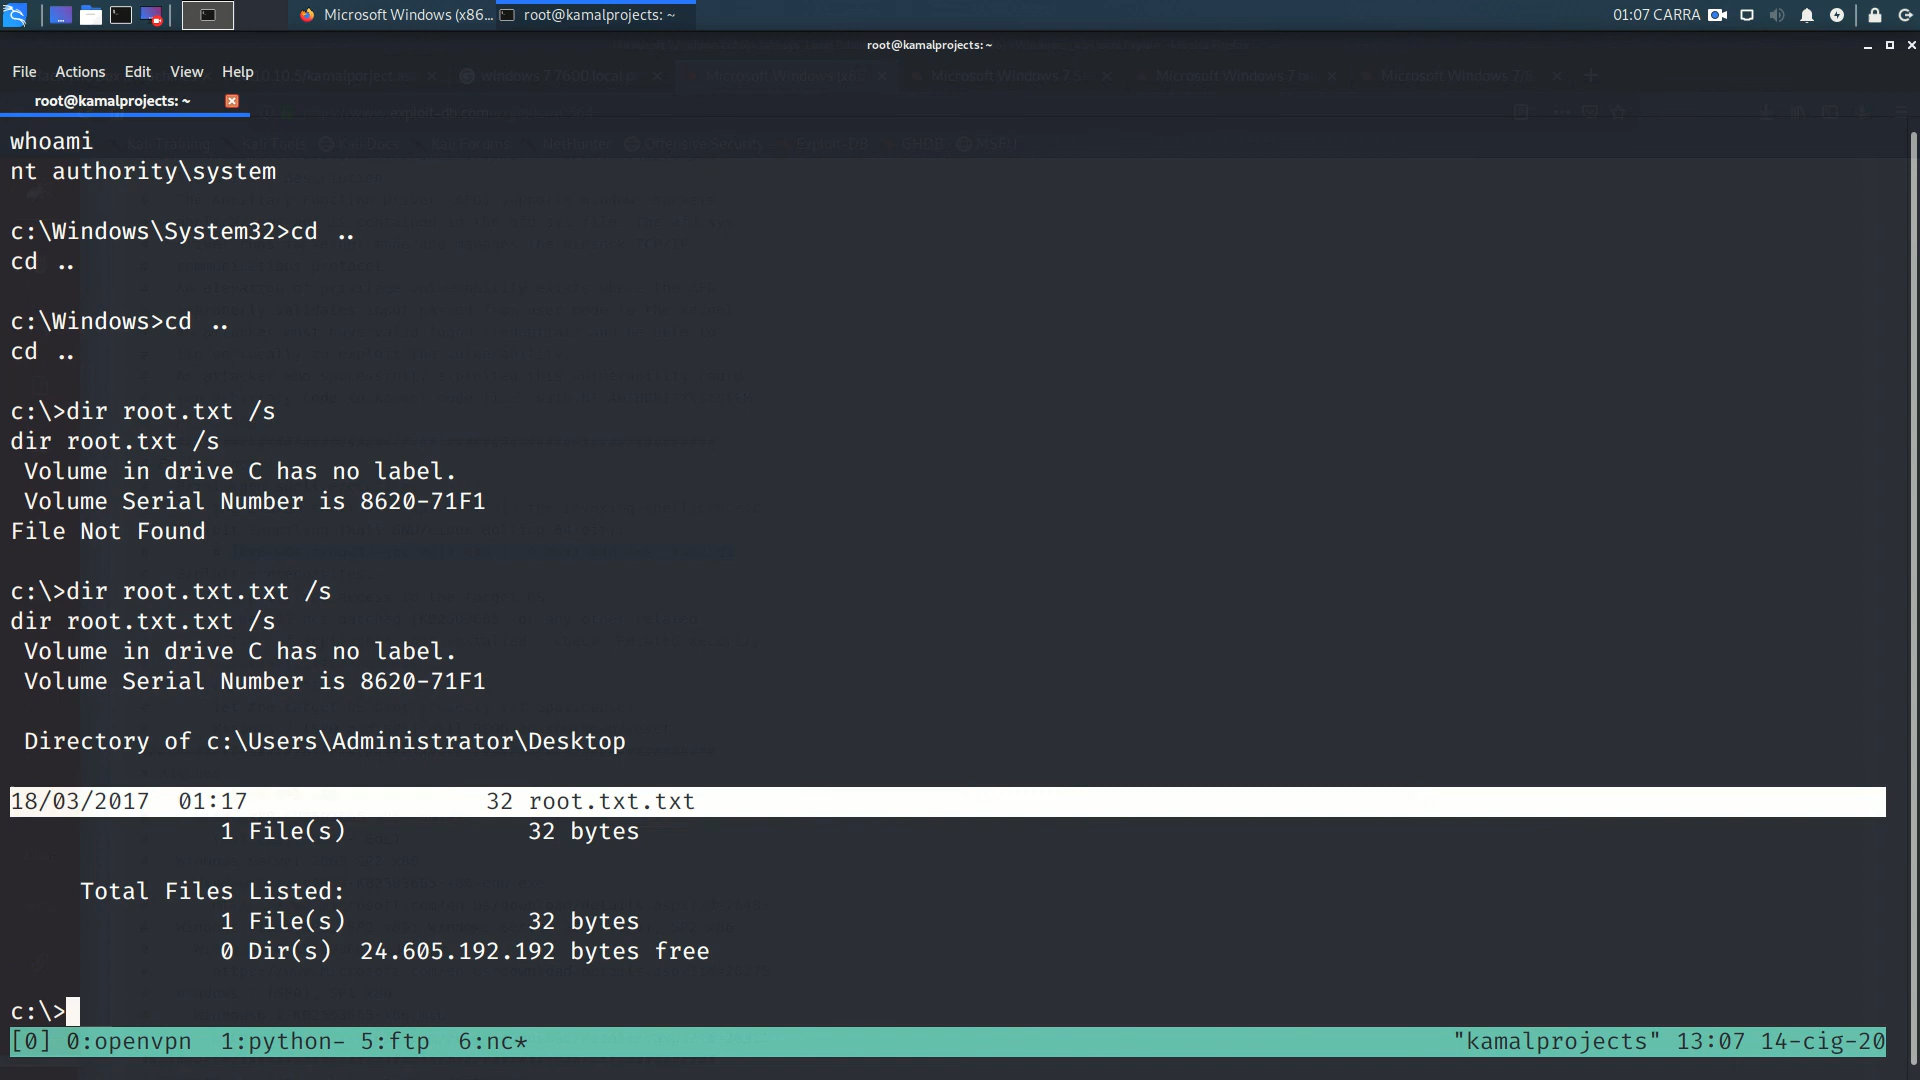 Microsoft Windows (x86... root@kamalprojects: ~ 01:07 CARRA
root@kamalprojects: ~
File Actions Edit View Help
root@kamalprojects: ~
whoami
nt authority\system
c:\Windows\System32>cd ..
cd ..
c:\Windows>cd ..
cd ..
c:\>dir root.txt /s
dir root.txt /s
Volume in drive C has no label.
Volume Serial Number is 8620-71F1
File Not Found
c:\>dir root.txt.txt /s
dir root.txt.txt /s
Volume in drive C has no label.
Volume Serial Number is 8620-71F1
Directory of c:\Users\Administrator\Desktop
18/03/2017 01:17 32 root.txt.txt
1 File(s) 32 bytes
Total Files Listed:
1 File(s) 32 bytes
0 Dir(s) 24.605.192.192 bytes free
c:\>
[0] 0:openvpn 1:python- 5:ftp 6:nc* "kamalprojects" 13:07 14-cig-20